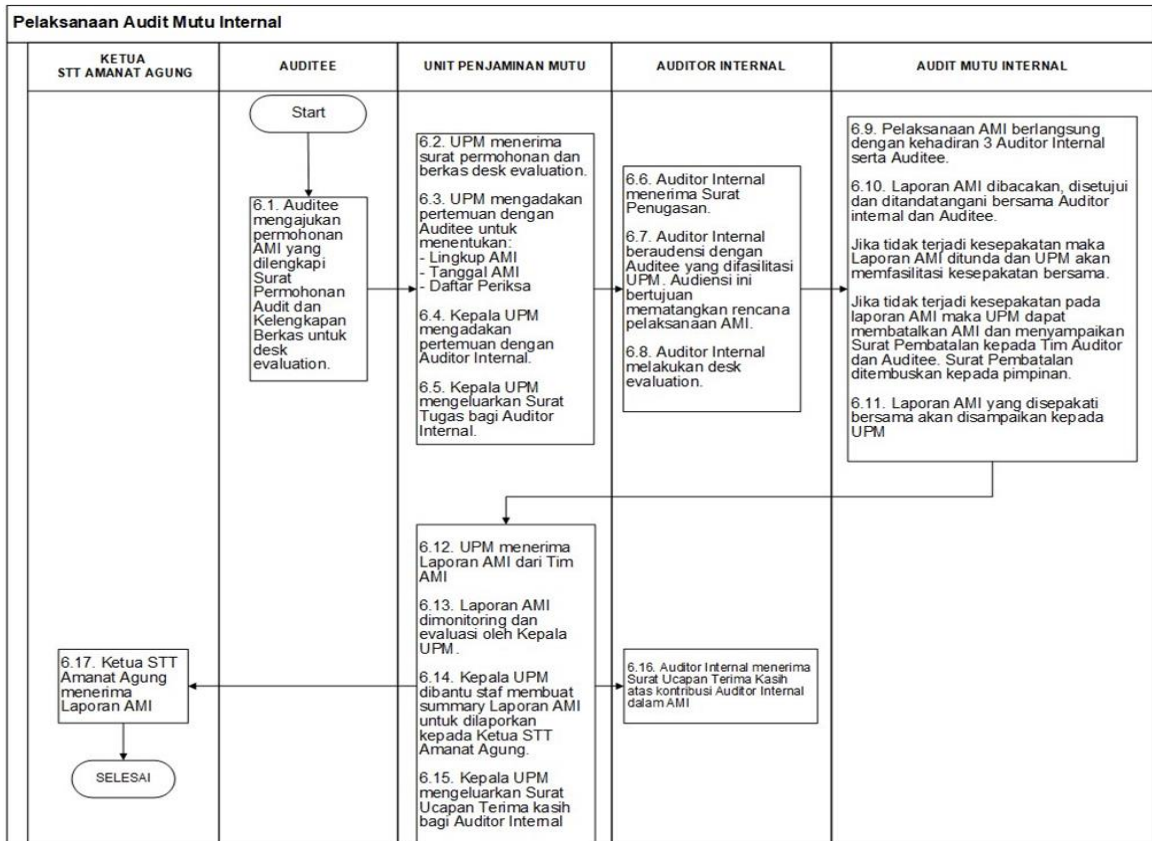 Pelaksanaan Audit Mutu Internal
KETUA
STT AMANAT AGUNG
AUDITEE
UNIT PENJAMINAN MUTU
AUDITOR INTERNAL
AUDIT MUTU INTERNAL
Start
6.1. Auditee
mengajukan
permohonan
AMI yang
dilengkapi
Surat
Permohonan
Audit dan
Kelengkapan
Berkas untuk
desk
evaluation.
6.2. UPM menerima
surat permohonan dan
berkas desk evaluation.
6.3. UPM mengadakan
pertemuan dengan
Auditee untuk
menentukan:
- Lingkup AMI
- Tanggal AMI
- Daftar Periksa
6.4. Kepala UPM
mengadakan
pertemuan dengan
Auditor Internal.
6.5. Kepala UPM
mengeluarkan Surat
Tugas bagi Auditor
Internal.
6.6. Auditor Internal
menerima Surat
Penugasan.
6.7. Auditor Internal
beraudensi dengan
Auditee yang difasilitasi
UPM. Audiensi ini
bertujuan
mematangkan rencana
pelaksanaan AMI.
6.8. Auditor Internal
melakukan desk
evaluation.
6.9. Pelaksanaan AMI berlangsung
dengan kehadiran 3 Auditor Internal
serta Auditee.
6.10. Laporan AMI dibacakan, disetujui
dan ditandatangani bersama Auditor
internal dan Auditee.
Jika tidak terjadi kesepakatan maka
Laporan AMI ditunda dan UPM akan
memfasilitasi kesepakatan bersama.
Jika tidak terjadi kesepakatan pada
laporan AMI maka UPM dapat
membatalkan AMI dan menyampaikan
Surat Pembatalan kepada Tim Auditor
dan Auditee. Surat Pembatalan
ditembuskan kepada pimpinan.
6.11. Laporan AMI yang disepakati
bersama akan disampaikan kepada
UPM
6.12. UPM menerima
Laporan AMI dari Tim
AMI
6.13. Laporan AMI
dimonitoring dan
evaluasi oleh Kepala
UPM.
6.14. Kepala UPM
dibantu staf membuat
summary Laporan AMI
untuk dilaporkan
kepada Ketua STT
Amanat Agung.
6.15. Kepala UPM
mengeluarkan Surat
Ucapan Terima kasih
bagi Auditor Internal
6.16. Auditor Internal menerima
Surat Ucapan Terima Kasih
atas kontribusi Auditor Internal
dalam AMI
6.17. Ketua STT
Amanat Agung
menerima
Laporan AMI
SELESAI